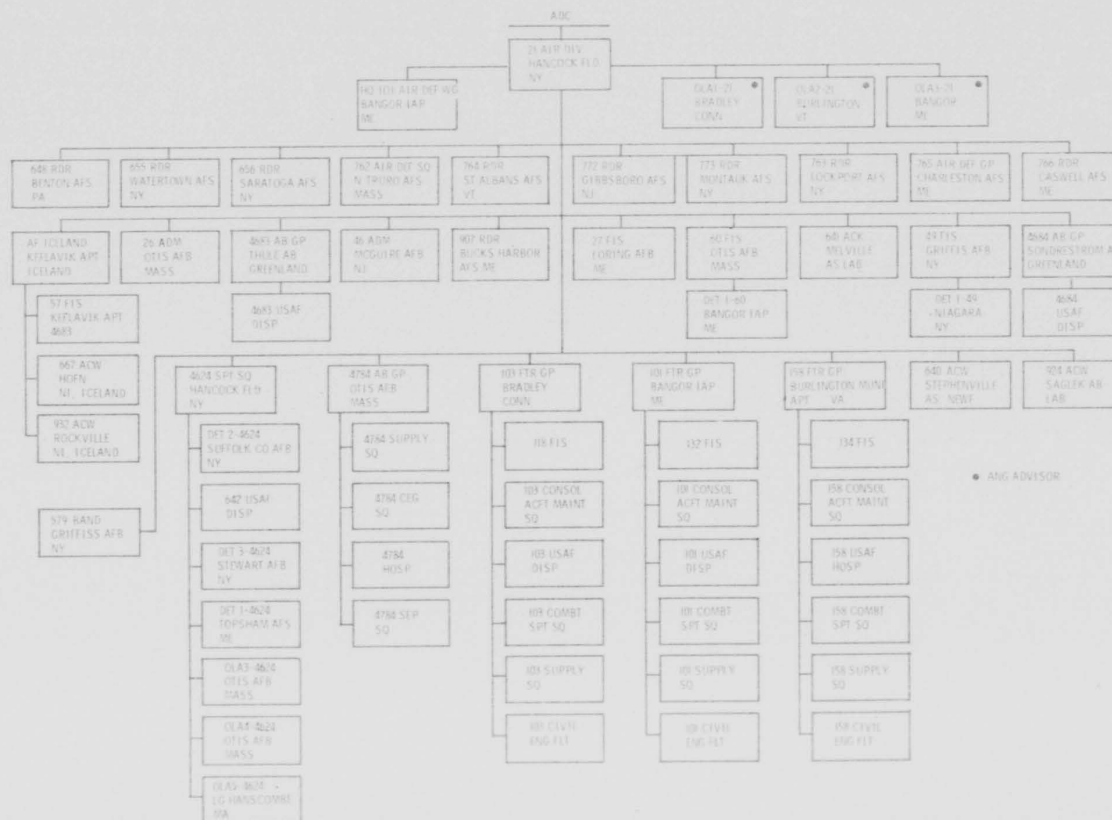 ADC
21 AIR DIV
HANCOCK FLD
NY
HQ 101 AIR DEF WG
BANGOR IAP
ME
OLA1-21
BRADLEY
CONN
OLA2-21
BURLINGTON
VT
OLA3-21
BANGOR
ME
648 RDR
BENTON AFS
PA
655 RDR
WATERTOWN AFS
NY
656 RDR
SARATOGA AFS
NY
762 AIR DEF SQ
N TRURO AFS
MASS
764 RDR
ST ALBANS AFS
VT
772 RDR
GIBBSBORO AFS
NJ
773 RDR
MONTAUK AFS
NY
763 RDR
LOCKPORT AFS
NY
765 AIR DEF GP
CHARLESTON AFS
ME
766 RDR
CASWELL AFS
ME
AF ICELAND
KEFLAVIK APT
ICELAND
26 ADM
OTIS AFB
MASS
4683 AB GP
THULE AB
GREENLAND
46 ADM
MCGUIRE AFB
NJ
907 RDR
BUCKS HARBOR
AFS ME
27 FIS
LORING AFB
ME
60 FIS
OTIS AFB
MASS
641 ACW
MELVILLE
AS LAB
49 FIS
GRIFFIS AFB
NY
4684 AB GP
SONDRESTROM AB
GREENLAND
57 FIS
KEFLAVIK APT
4683
4683 USAF
DISP
DET 1-60
BANGOR IAP
ME
DET 1-49
-NIAGARA
NY
4684
USAF
DISP
667 ACW
HOFN
NI, ICELAND
932 ACW
ROCKVILLE
NI, ICELAND
579 BAND
GRIFFISS AFB
NY
4624 SPT SQ
HANCOCK FLD
NY
4784 AB GP
OTIS AFB
MASS
103 FTR GP
BRADLEY
CONN
101 FTR GP
BANGOR IAP
ME
158 FTR GP
BURLINGTON MUNI
APT VA
640 ACW
STEPHENVILLE
AS NEWF
924 ACW
SAGLEK AB
LAB
DET 2-4624
SUFFOLK CO AFB
NY
4784 SUPPLY
SQ
118 FIS
132 FIS
134 FIS
● ANG ADVISOR
642 USAF
DISP
4784 CEG
SQ
103 CONSOL
ACFT MAINT
SQ
101 CONSOL
ACFT MAINT
SQ
158 CONSOL
ACFT MAINT
SQ
DET 3-4624
STEWART AFB
NY
4784
HOSP
103 USAF
DISP
101 USAF
DISP
158 USAF
HOSP
DET 1-4624
TOPSHAM AFS
ME
4784 SEP
SQ
103 COMBT
SPT SQ
101 COMBT
SPT SQ
158 COMBT
SPT SQ
OLA3-4624
OTIS AFB
MASS
103 SUPPLY
SQ
101 SUPPLY
SQ
158 SUPPLY
SQ
OLA4-4624
OTIS AFB
MASS
103 CIVIL
ENG FLT
101 CIVIL
ENG FLT
158 CIVIL
ENG FLT
OLA5-4624 -
LG HANSCOMBE
MA